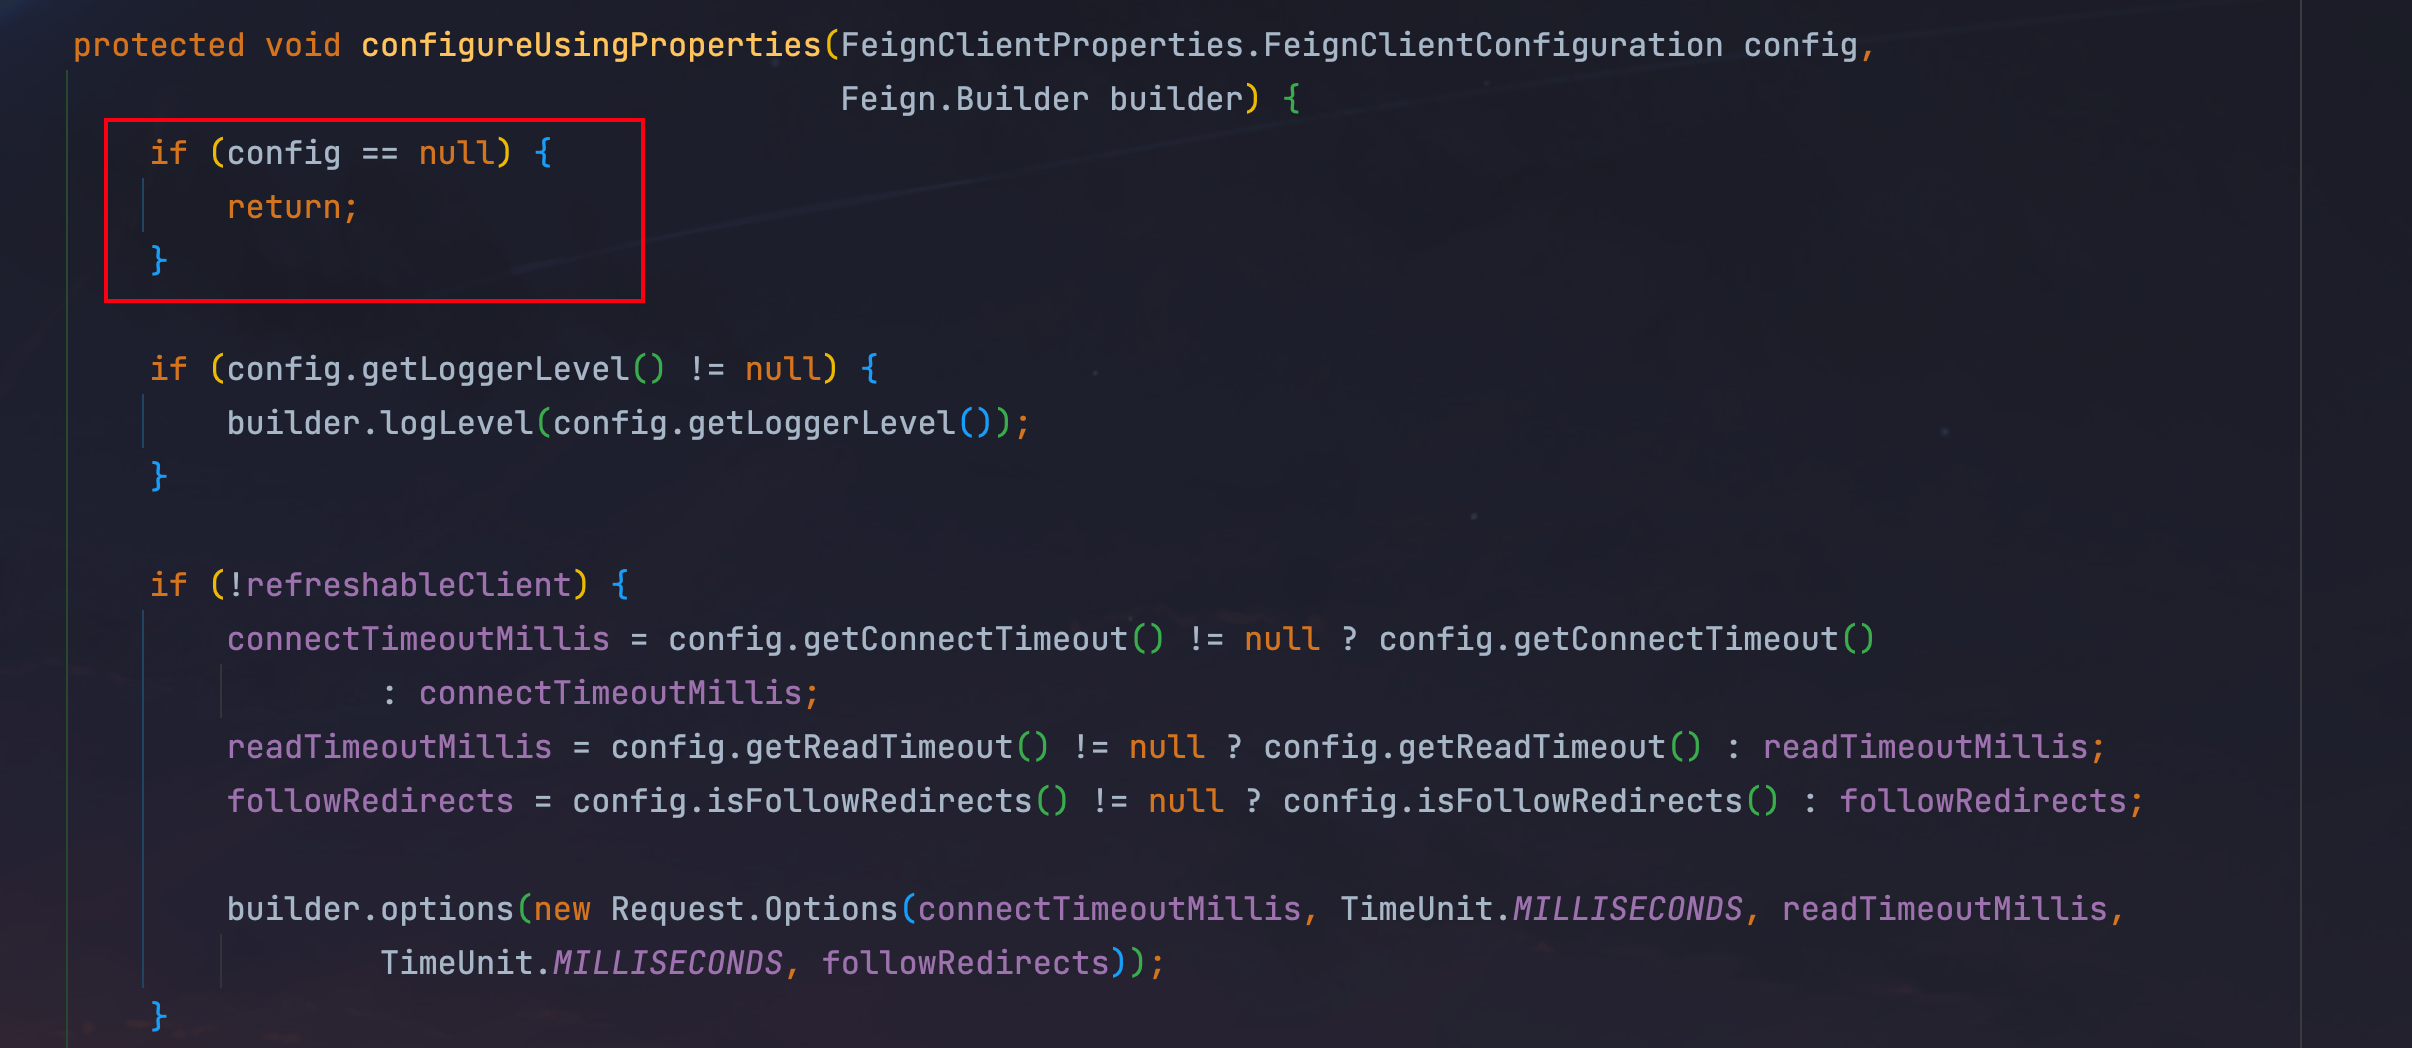 protected void configureUsingProperties(FeignClientProperties.FeignClientConfiguration config,
Feign.Builder builder) {
if (config == null) {
return;
}
if (config.getLoggerLevel() != null) {
builder.logLevel(config.getLoggerLevel());
}
if (!refreshableClient) {
connectTimeoutMillis = config.getConnectTimeout() != null ? config.getConnectTimeout()
: connectTimeoutMillis;
readTimeoutMillis = config.getReadTimeout() != null ? config.getReadTimeout() : readTimeoutMillis;
followRedirects = config.isFollowRedirects() != null ? config.isFollowRedirects() : followRedirects;
builder.options(new Request.Options(connectTimeoutMillis, TimeUnit.MILLISECONDS, readTimeoutMillis,
TimeUnit.MILLISECONDS, followRedirects));
}